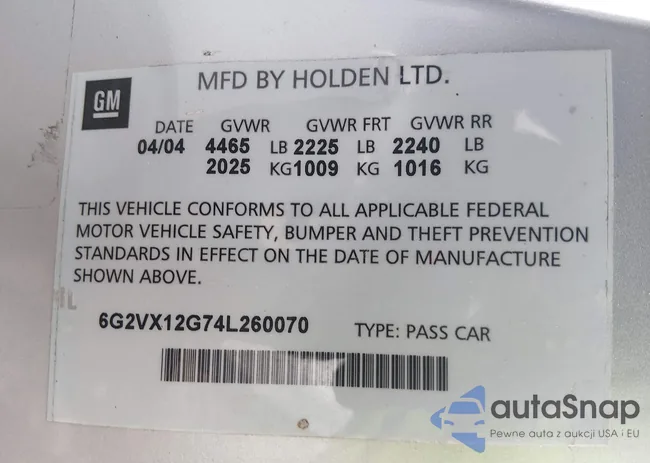 GM
MFD BY HOLDEN LTD.
DATE GVWR GVWR FRT GVWR RR
04/04 4465 LB 2225 LB 2240 LB
2025 KG 1009 KG 1016 KG
THIS VEHICLE CONFORMS TO ALL APPLICABLE FEDERAL
MOTOR VEHICLE SAFETY, BUMPER AND THEFT PREVENTION
STANDARDS IN EFFECT ON THE DATE OF MANUFACTURE
SHOWN ABOVE.
6G2VX12G74L260070 TYPE: PASS CAR
autaSnap
Pewne auta z aukcji USA i EU